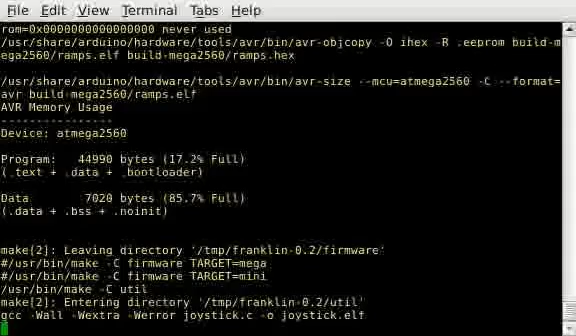 File Edit View Terminal Tabs Help
rom=0x0000000000000000 never used
/usr/share/arduino/hardware/tools/avr/bin/avr-objcopy -O ihex -R .eeprom build-m
ega2560/ramps.elf build-mega2560/ramps.hex
/usr/share/arduino/hardware/tools/avr/bin/avr-size --mcu=atmega2560 -C --format=
avr build-mega2560/ramps.elf
AVR Memory Usage
----------------
Device: atmega2560
Program:   44990 bytes (17.2% Full)
(.text + .data + .bootloader)
Data        7020 bytes (85.7% Full)
(.data + .bss + .noinit)
make[2]: Leaving directory '/tmp/franklin-0.2/firmware'
#/usr/bin/make -C firmware TARGET=mega
#/usr/bin/make -C firmware TARGET=mini
/usr/bin/make -C util
make[2]: Entering directory '/tmp/franklin-0.2/util'
gcc -Wall -Wextra -Werror joystick.c -o joystick.elf